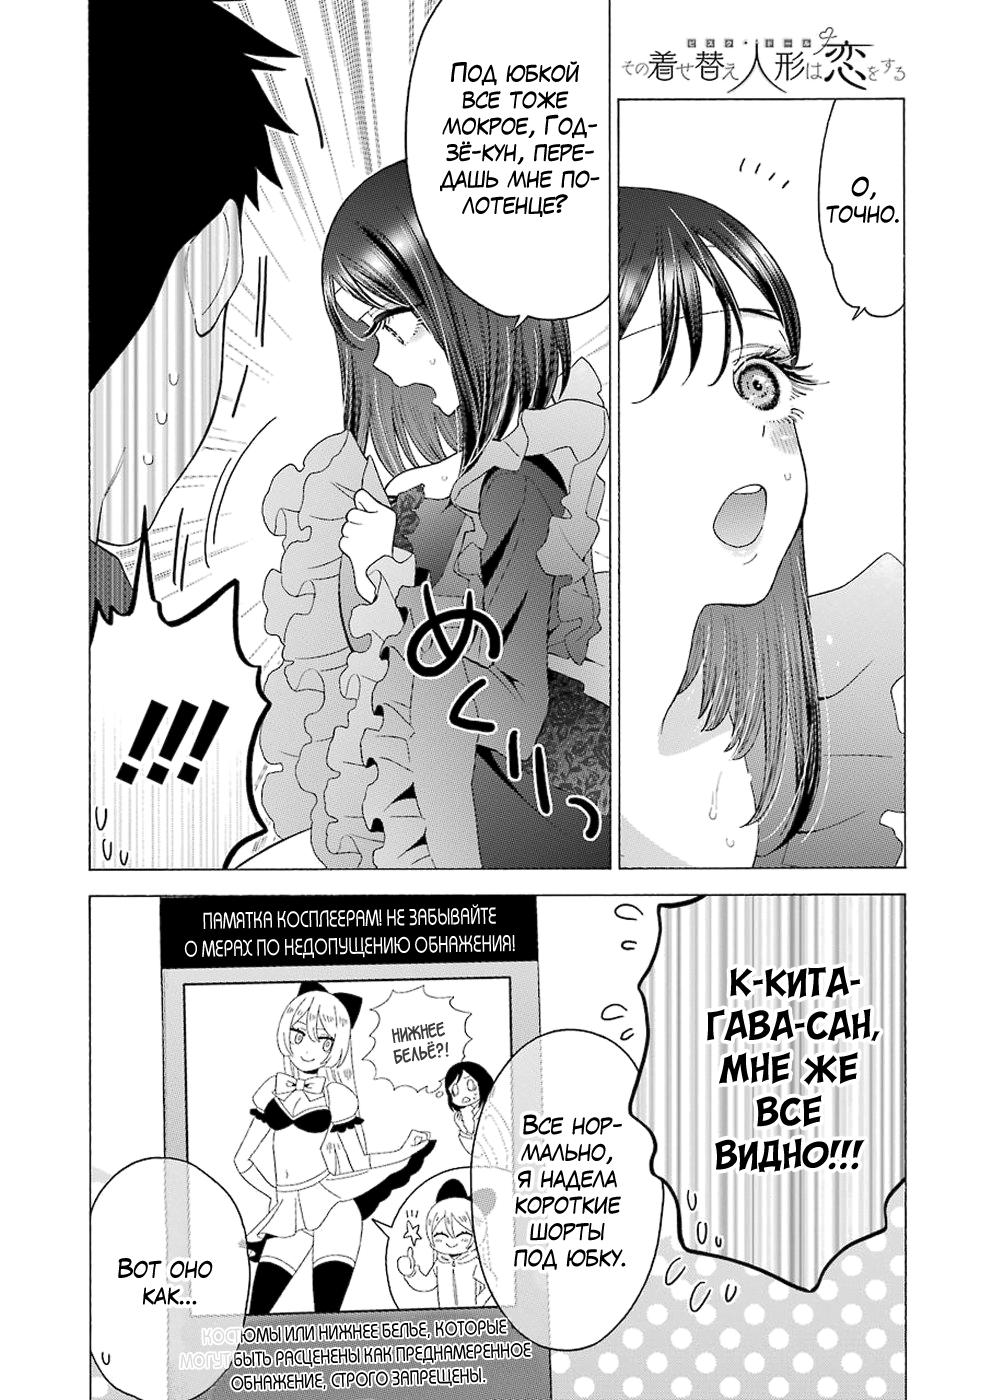 ビスク・ドール
その着せ替え人形は恋をする
О,
ТОЧНО.
ПОД ЮБКОЙ
ВСЕ ТОЖЕ
МОКРОЕ, ГОД-
ЗЁ-КУН, ПЕРЕ-
ДАШЬ МНЕ ПО-
ЛОТЕНЦЕ?
めくり
!!!
К-КИТА-
ГАВА-САН,
МНЕ ЖЕ
ВСЕ
ВИДНО!!!
ПАМЯТКА КОСПЛЕЕРАМ! НЕ ЗАБЫВАЙТЕ
О МЕРАХ ПО НЕДОПУЩЕНИЮ ОБНАЖЕНИЯ!
НИЖНЕЕ
БЕЛЬЁ?!
ВСЕ НОР-
МАЛЬНО,
Я НАДЕЛА
КОРОТКИЕ
ШОРТЫ
ПОД ЮБКУ.
ВОТ ОНО
КАК...
КОСТЮМЫ ИЛИ НИЖНЕЕ БЕЛЬЕ, КОТОРЫЕ
МОГУТ БЫТЬ РАСЦЕНЕНЫ КАК ПРЕДНАМЕРЕННОЕ
ОБНАЖЕНИЕ, СТРОГО ЗАПРЕЩЕНЫ.